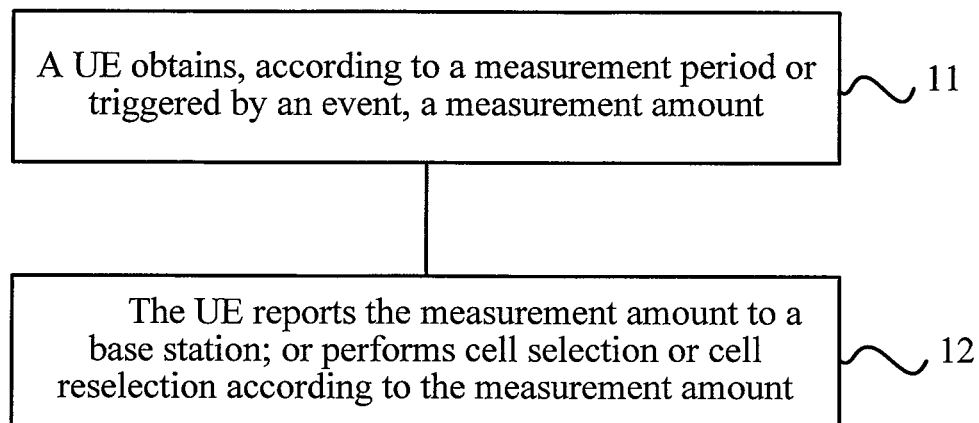 A UE obtains, according to a measurement period or
triggered by an event, a measurement amount
11
The UE reports the measurement amount to a
base station; or performs cell selection or cell
reselection according to the measurement amount
12